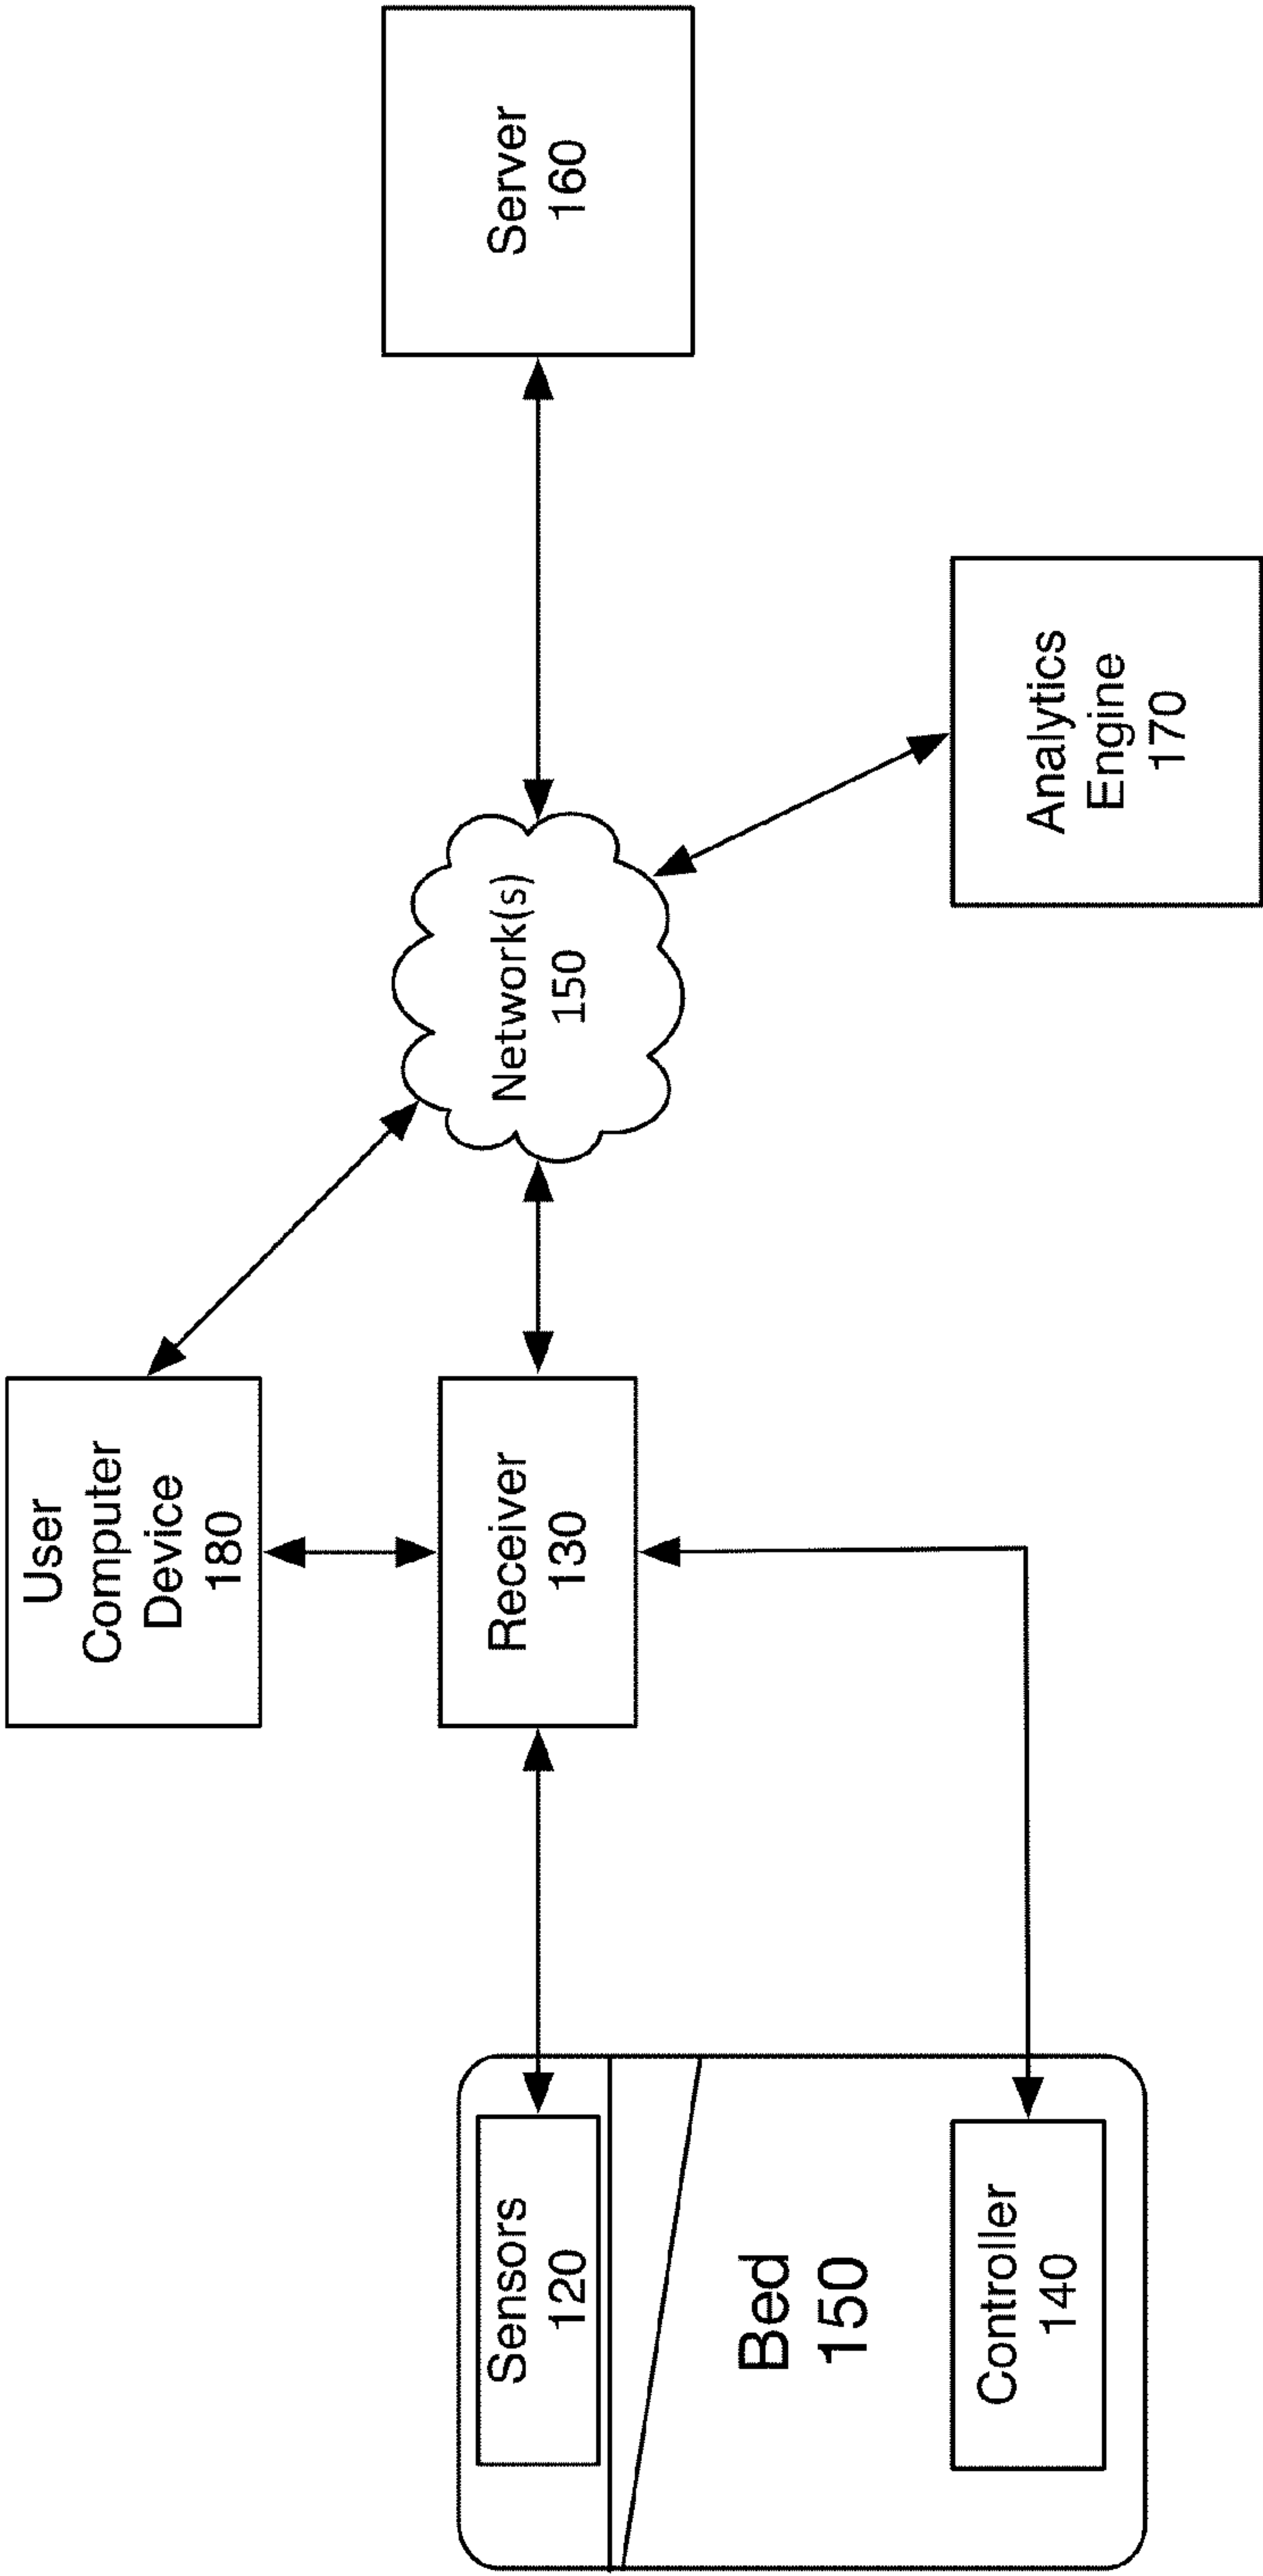 User
Computer
Device
180
Sensors
120
Receiver
130
Network(s)
150
Server
160
Bed
150
Controller
140
Analytics
Engine
170